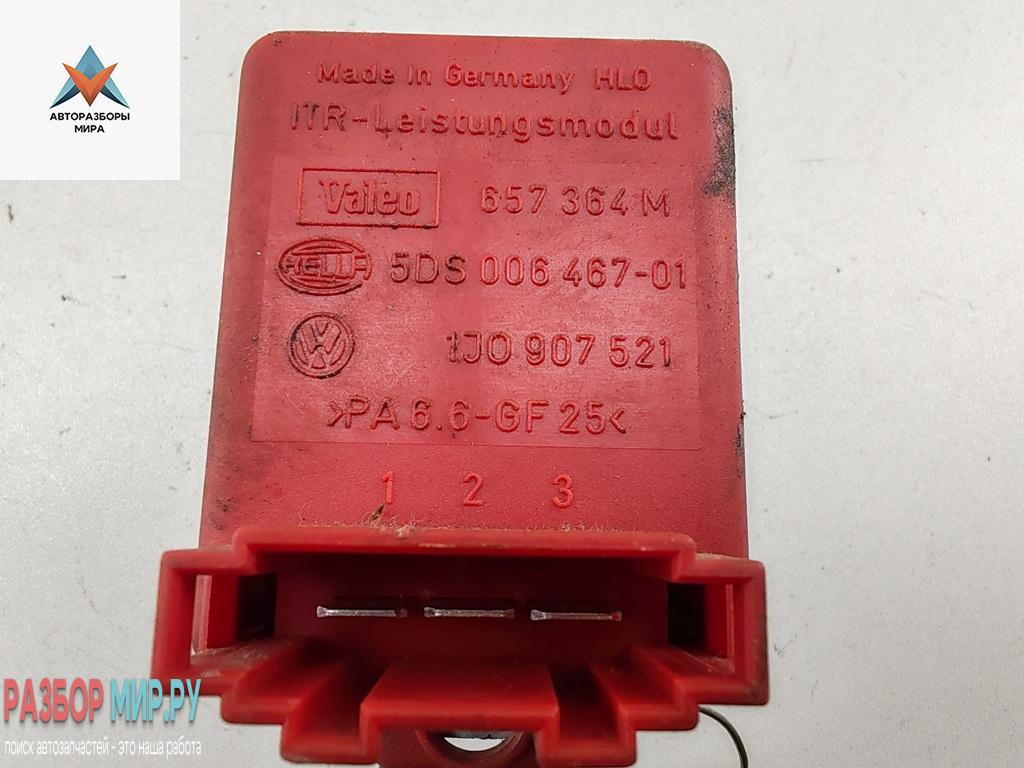 АВТОРАЗБОРЫ
МИРА
Made in Germany HLO
ITR-Leistungsmodul
Valeo 657 364 M
HELLA 5DS 006 467-01
VW 1J0 907 521
>PA 6.6-GF 25<
1 2 3
РАЗБОР МИР.РУ
поиск автозапчастей - это наша работа